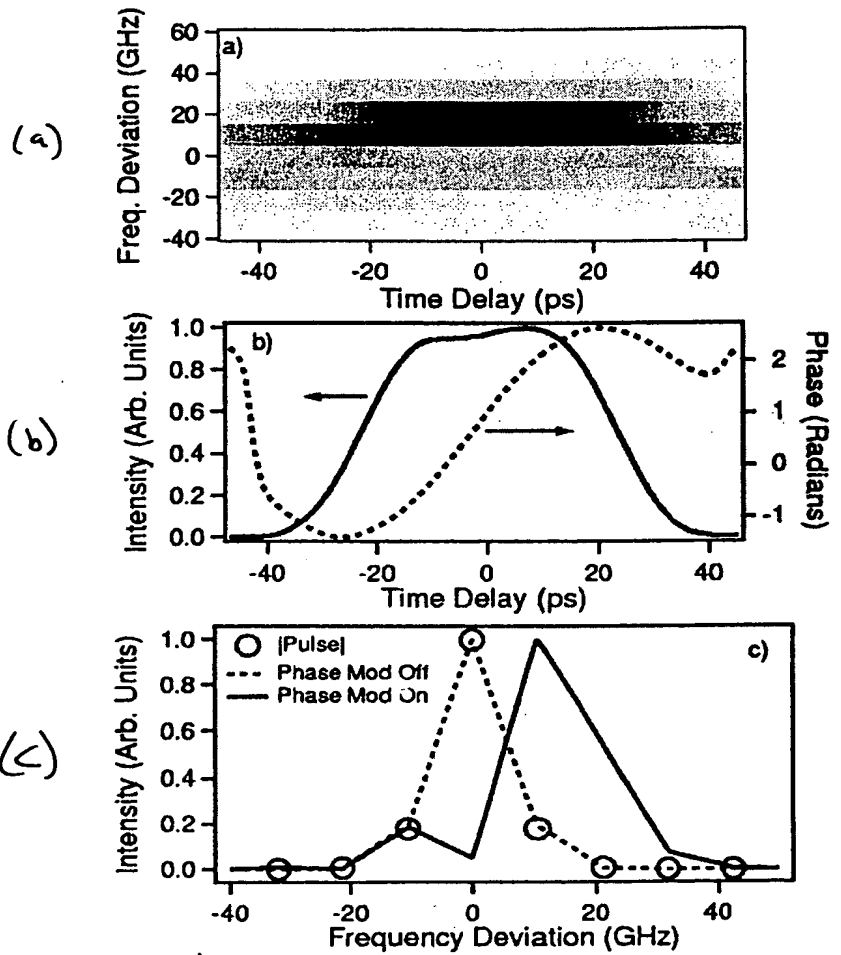 (a)
a)
Freq. Deviation (GHz)
60
40
20
0
-20
-40
-40 -20 0 20 40
Time Delay (ps)
(b)
b)
Intensity (Arb. Units)
1.0
0.8
0.6
0.4
0.2
0.0
Phase (Radians)
2
1
0
-1
-40 -20 0 20 40
Time Delay (ps)
(c)
c)
Intensity (Arb. Units)
1.0
0.8
0.6
0.4
0.2
0.0
|Pulse|
Phase Mod Off
Phase Mod On
-40 -20 0 20 40
Frequency Deviation (GHz)